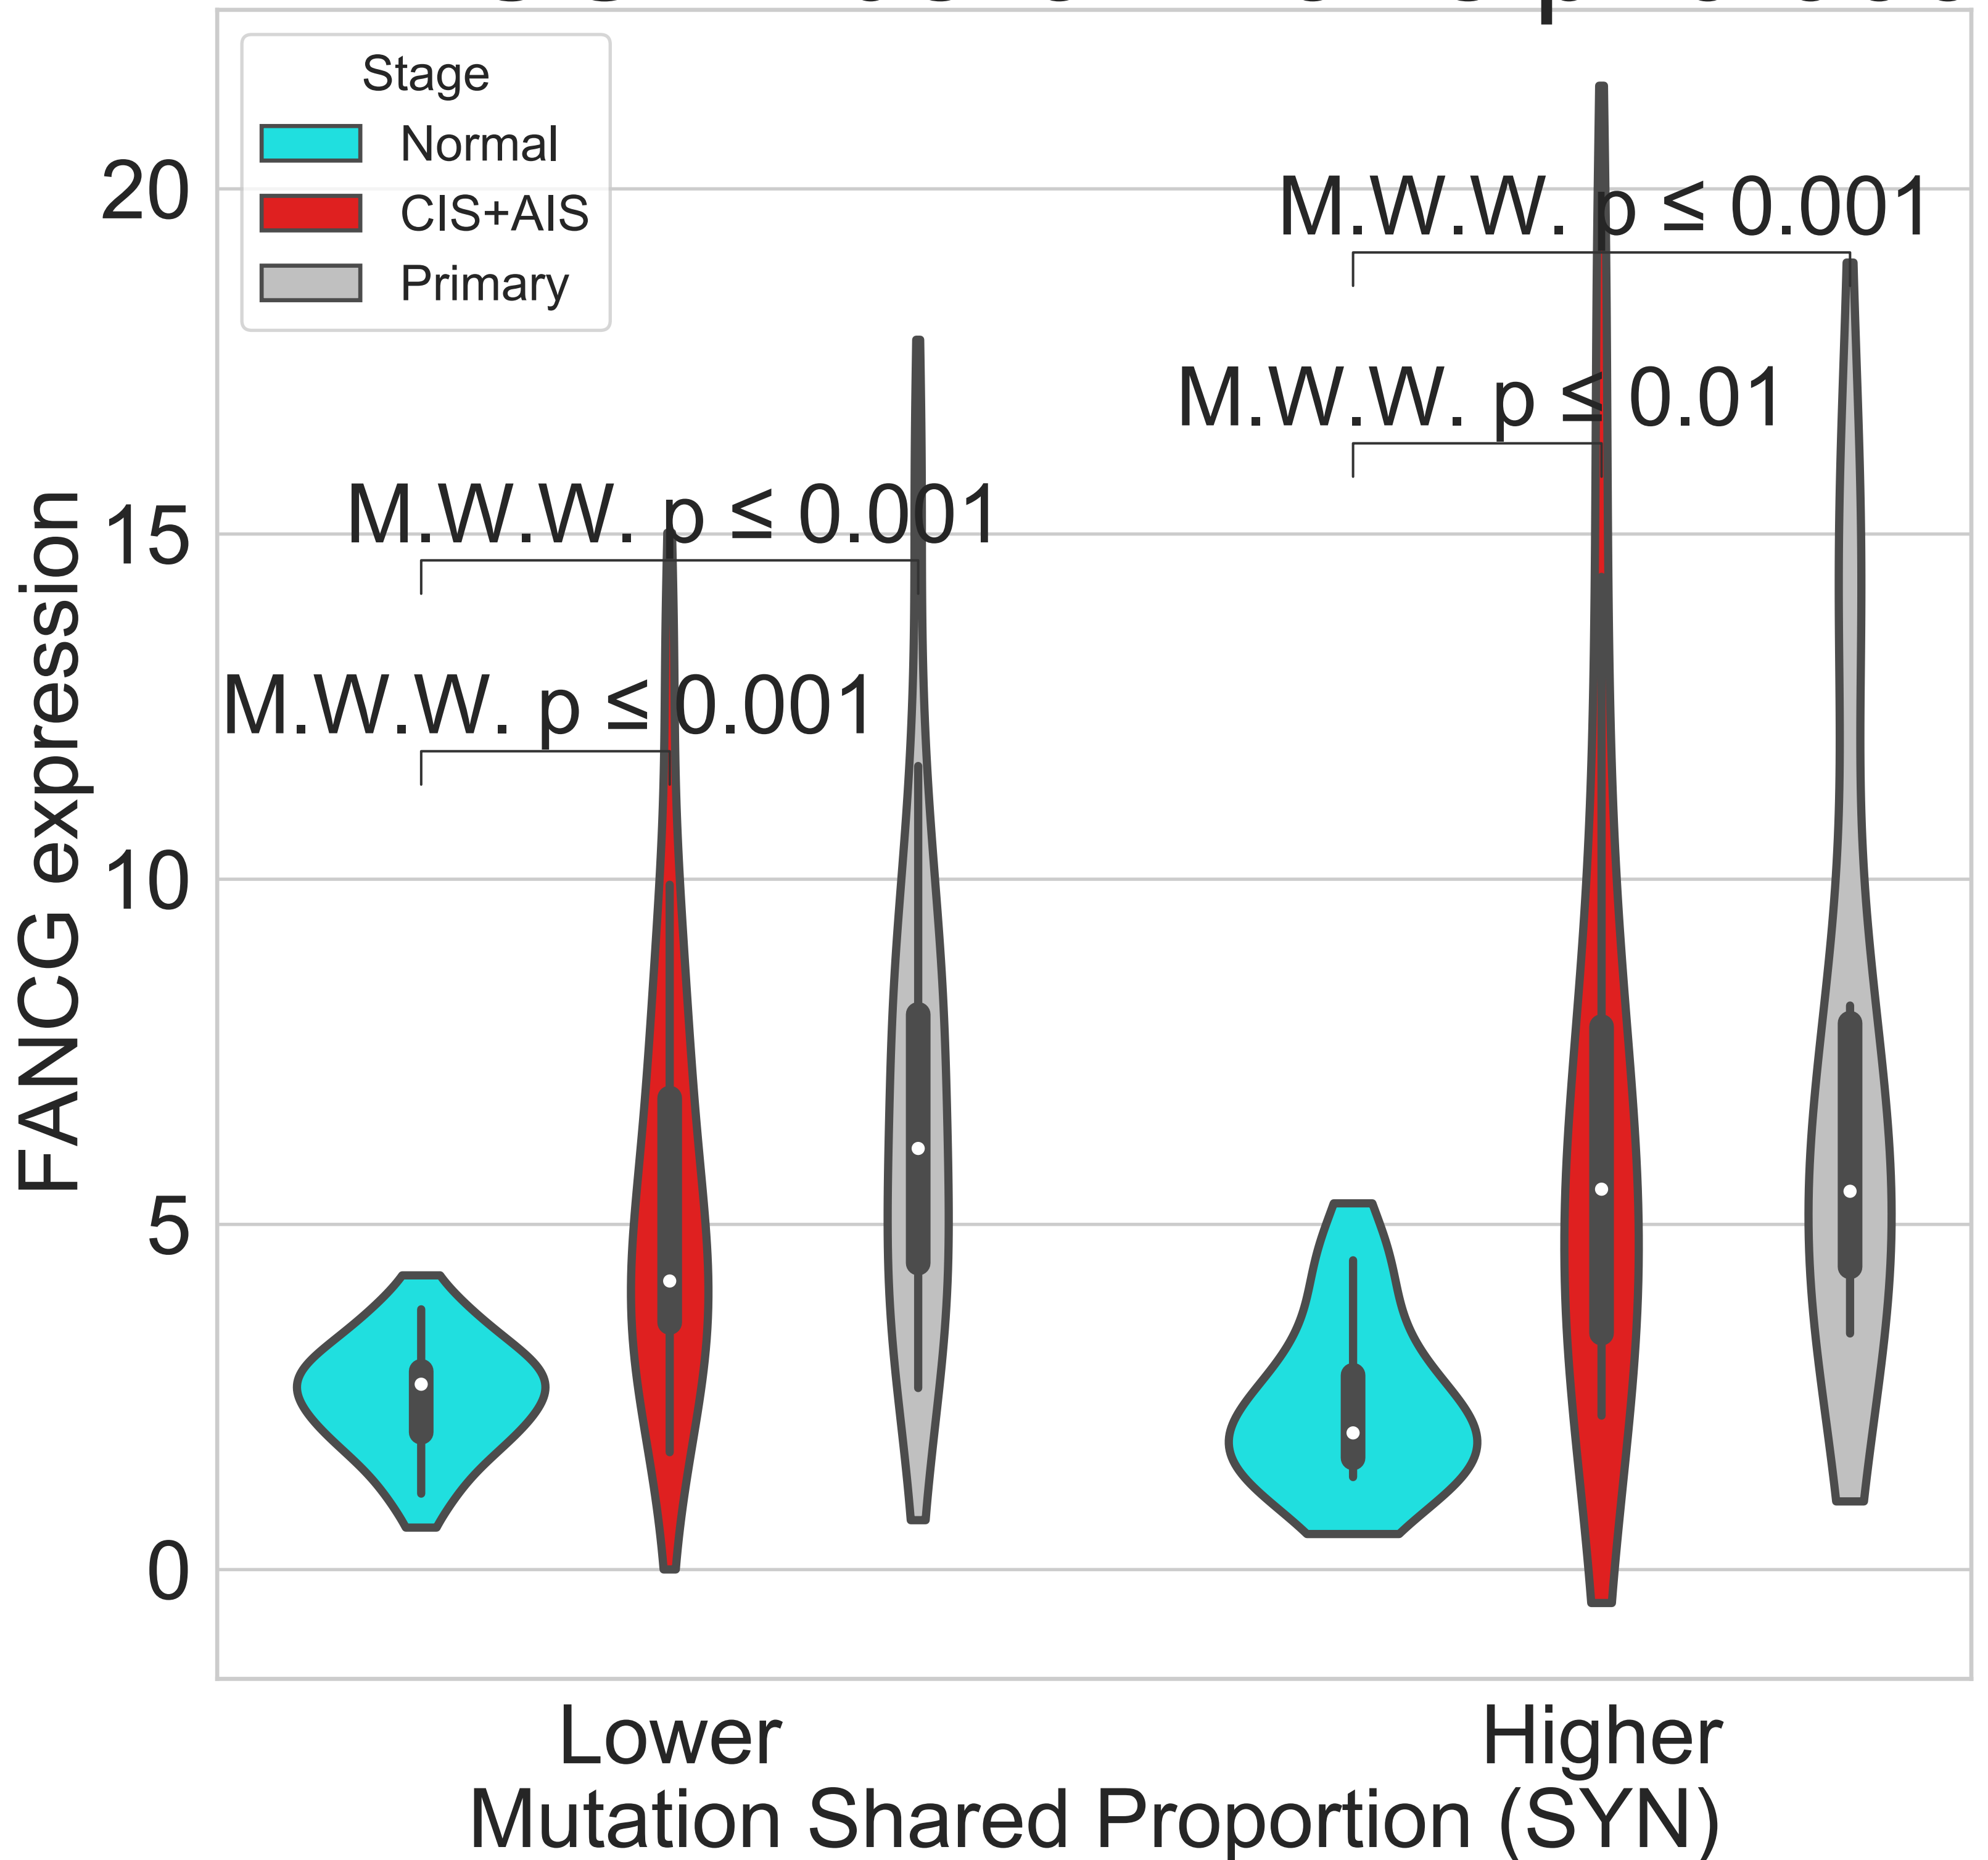 Stage
Normal
CIS+AIS
Primary
20
15
10
5
0
FANCG expression
M.W.W. p ≤ 0.001
M.W.W. p ≤ 0.01
M.W.W. p ≤ 0.001
M.W.W. p ≤ 0.001
Lower
Higher
Mutation Shared Proportion (SYN)